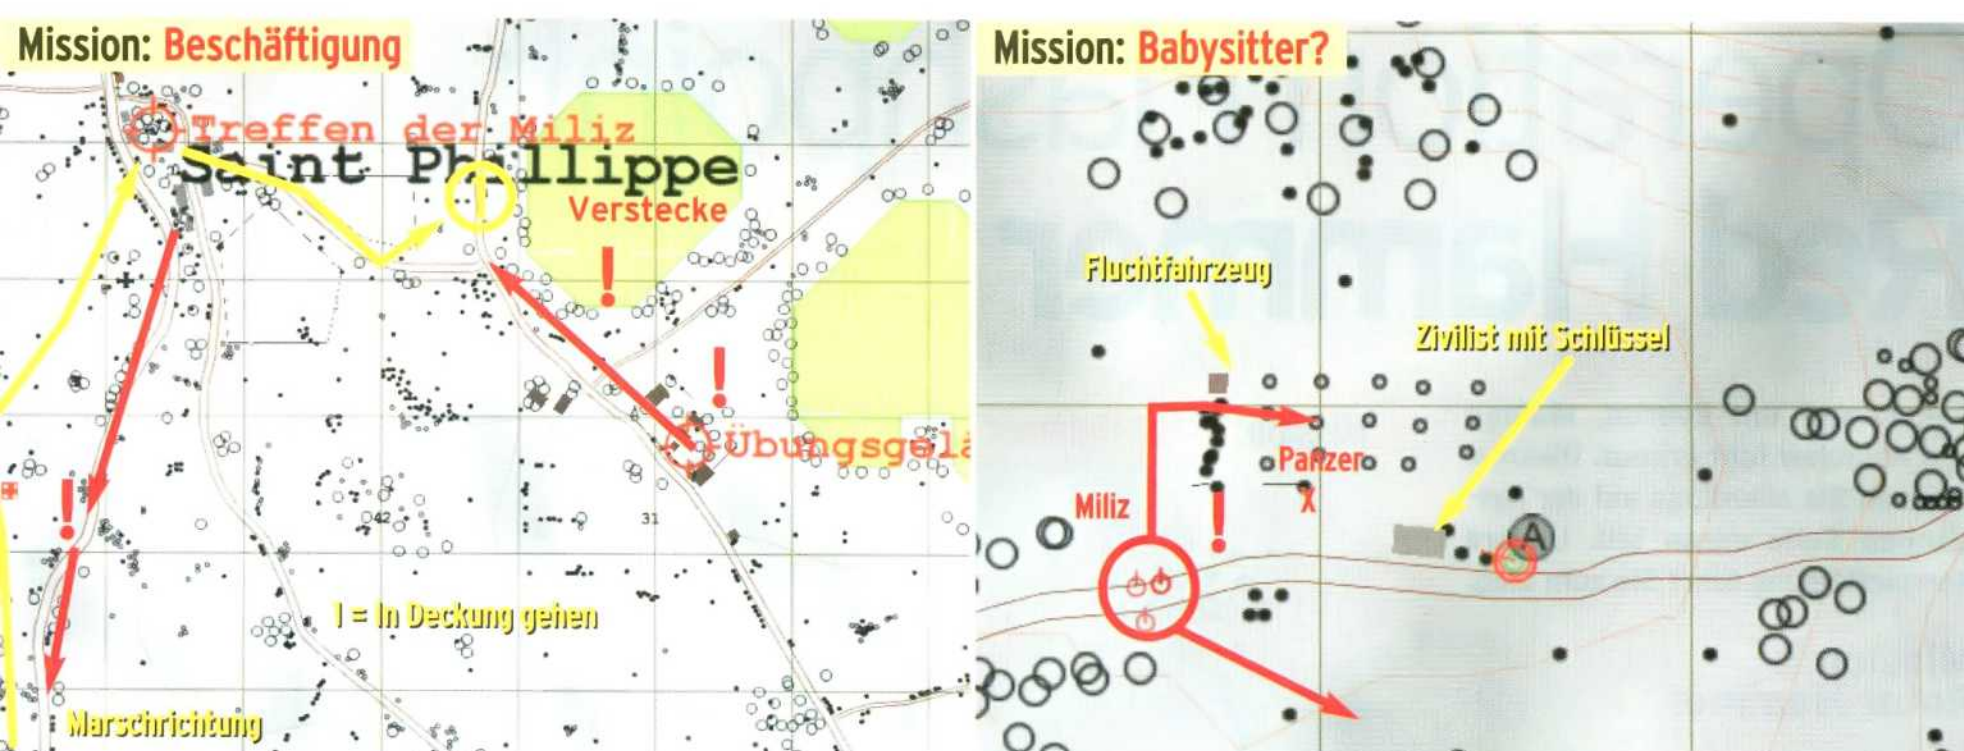 Mission: Beschäftigung
Treffen der Miliz
Saint Phillippe
Verstecke
!
!
Übungsgelä
!
42
31
1 = In Deckung gehen
Marschrichtung
Mission: Babysitter?
Fluchtfahrzeug
Zivilist mit Schlüssel
Panzer
X
Miliz
!
A